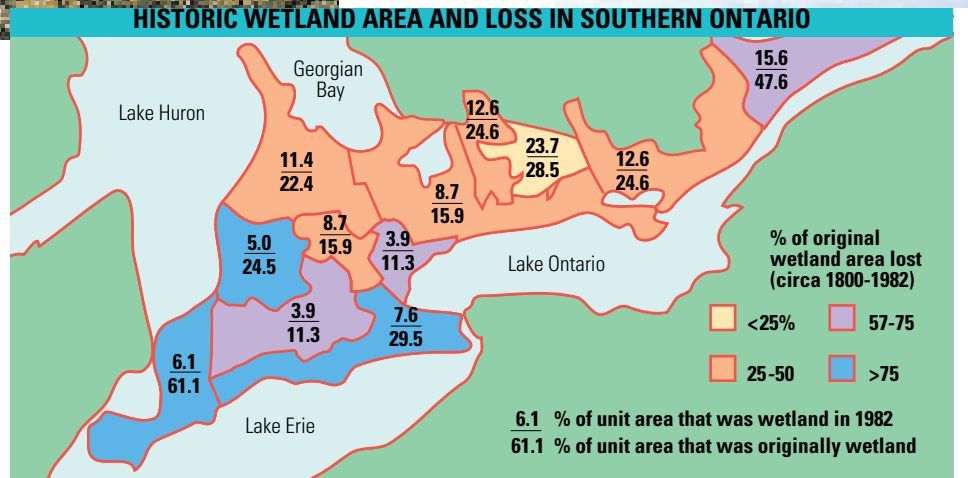 HISTORIC WETLAND AREA AND LOSS IN SOUTHERN ONTARIO
Georgian
Bay
Lake Huron
15.6
47.6
12.6
24.6
23.7
28.5
12.6
24.6
11.4
22.4
8.7
15.9
8.7
15.9
3.9
11.3
5.0
24.5
Lake Ontario
3.9
11.3
7.6
29.5
6.1
61.1
Lake Erie
% of original
wetland area lost
(circa 1800-1982)
<25%
57-75
25-50
>75
6.1 % of unit area that was wetland in 1982
61.1 % of unit area that was originally wetland